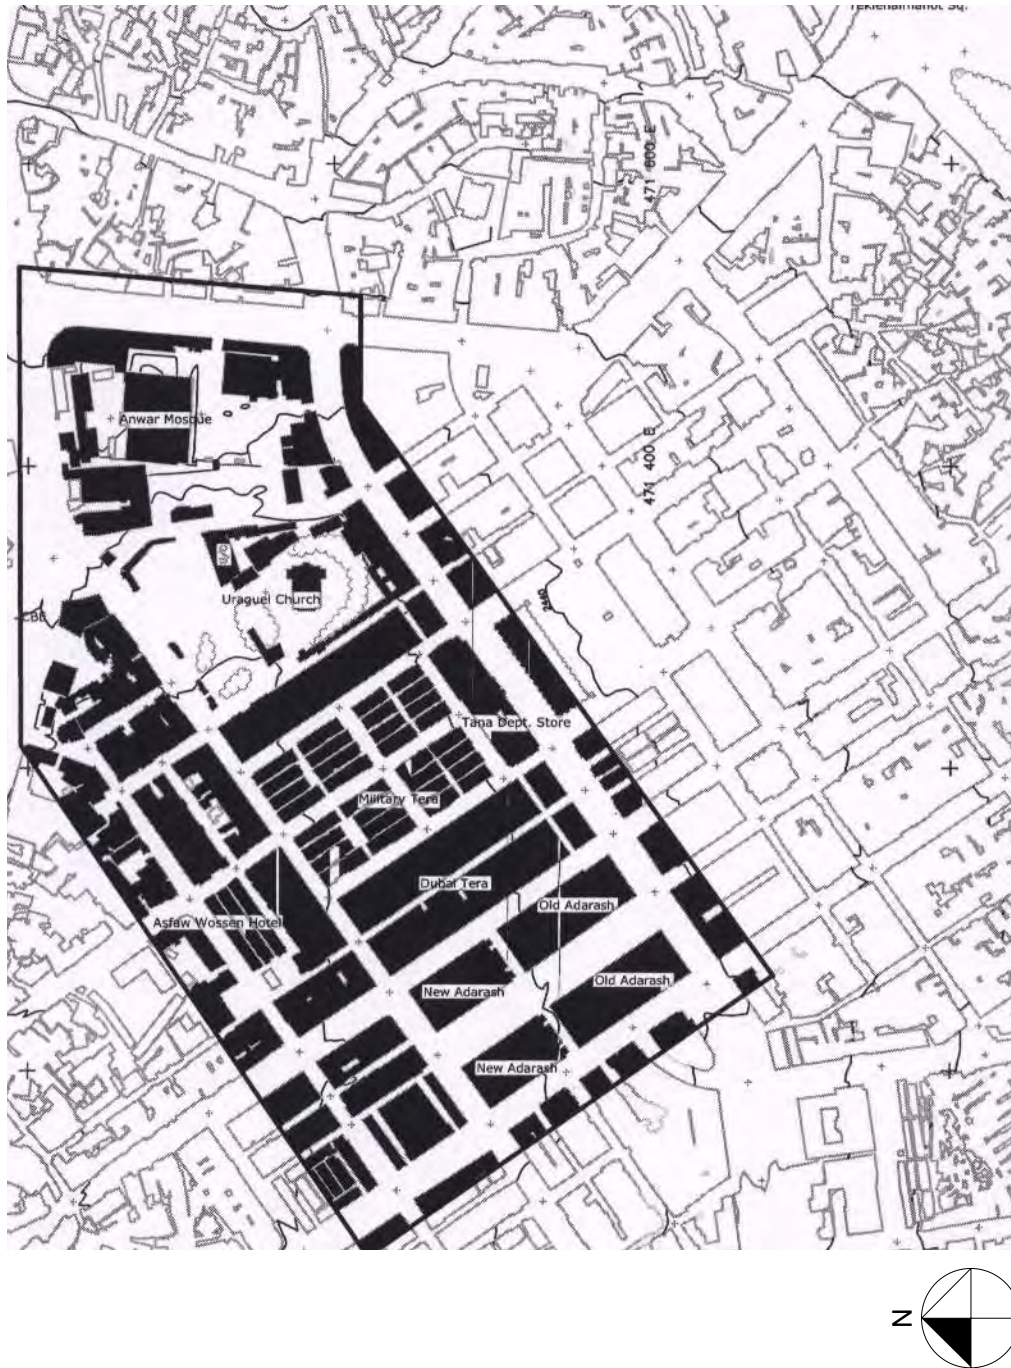 Teklehaimanot Sq.
471 600 E
Anwar Mosque
471 400 E
Uraguel Church
CBE
2440
Tana Dept. Store
Military Tera
Dubai Tera
Old Adarash
Asfaw Wossen Hotel
Old Adarash
New Adarash
New Adarash
N